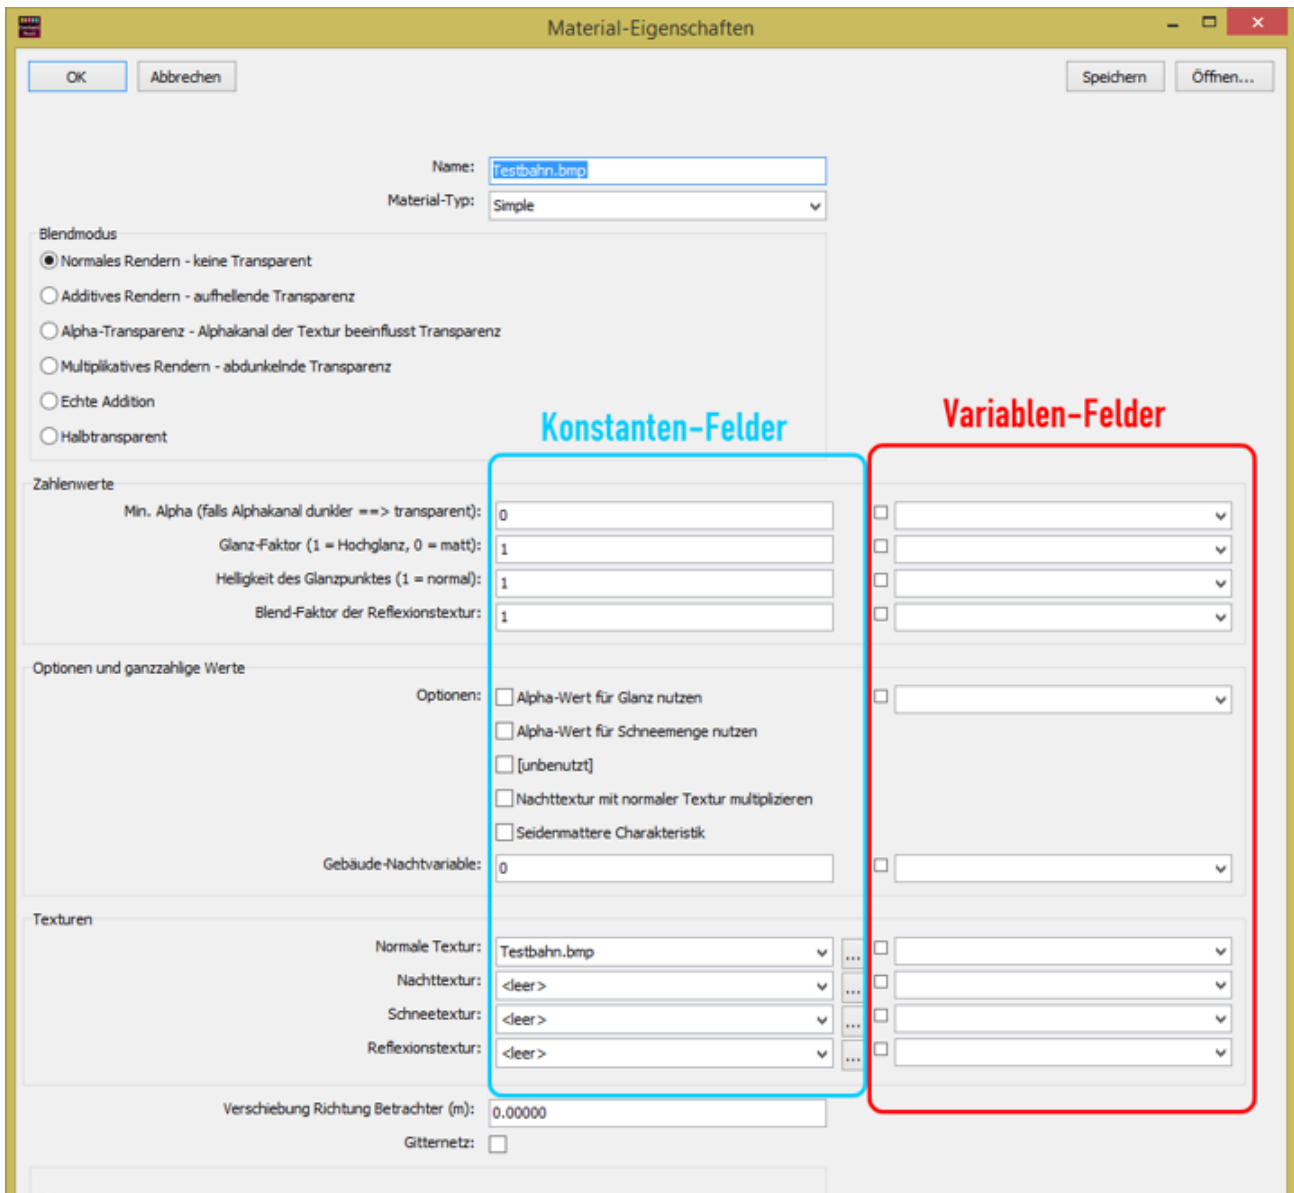 Material-Eigenschaften
OK Abbrechen Speichern Öffnen...
Name: Testbahn.bmp
Material-Typ: Simple
Blendmodus
Normales Rendern - keine Transparent
Additives Rendern - aufhellende Transparenz
Alpha-Transparenz - Alphakanal der Textur beeinflusst Transparenz
Multiplikatives Rendern - abdunkelnde Transparenz
Echte Addition
Halbtransparent
Konstanten-Felder Variablen-Felder
Zahlenwerte
Min. Alpha (falls Alphakanal dunkler ==> transparent): 0
Glanz-Faktor (1 = Hochglanz, 0 = matt): 1
Helligkeit des Glanzpunktes (1 = normal): 1
Blend-Faktor der Reflexionstextur: 1
Optionen und ganzzahlige Werte
Optionen: Alpha-Wert für Glanz nutzen
Alpha-Wert für Schneemenge nutzen
[unbenutzt]
Nachttextur mit normaler Textur multiplizieren
Seidenmattere Charakteristik
Gebäude-Nachtvariable: 0
Texturen
Normale Textur: Testbahn.bmp ...
Nachttextur: <leer> ...
Schneetextur: <leer> ...
Reflexionstextur: <leer> ...
Verschiebung Richtung Betrachter (m): 0.00000
Gitternetz: